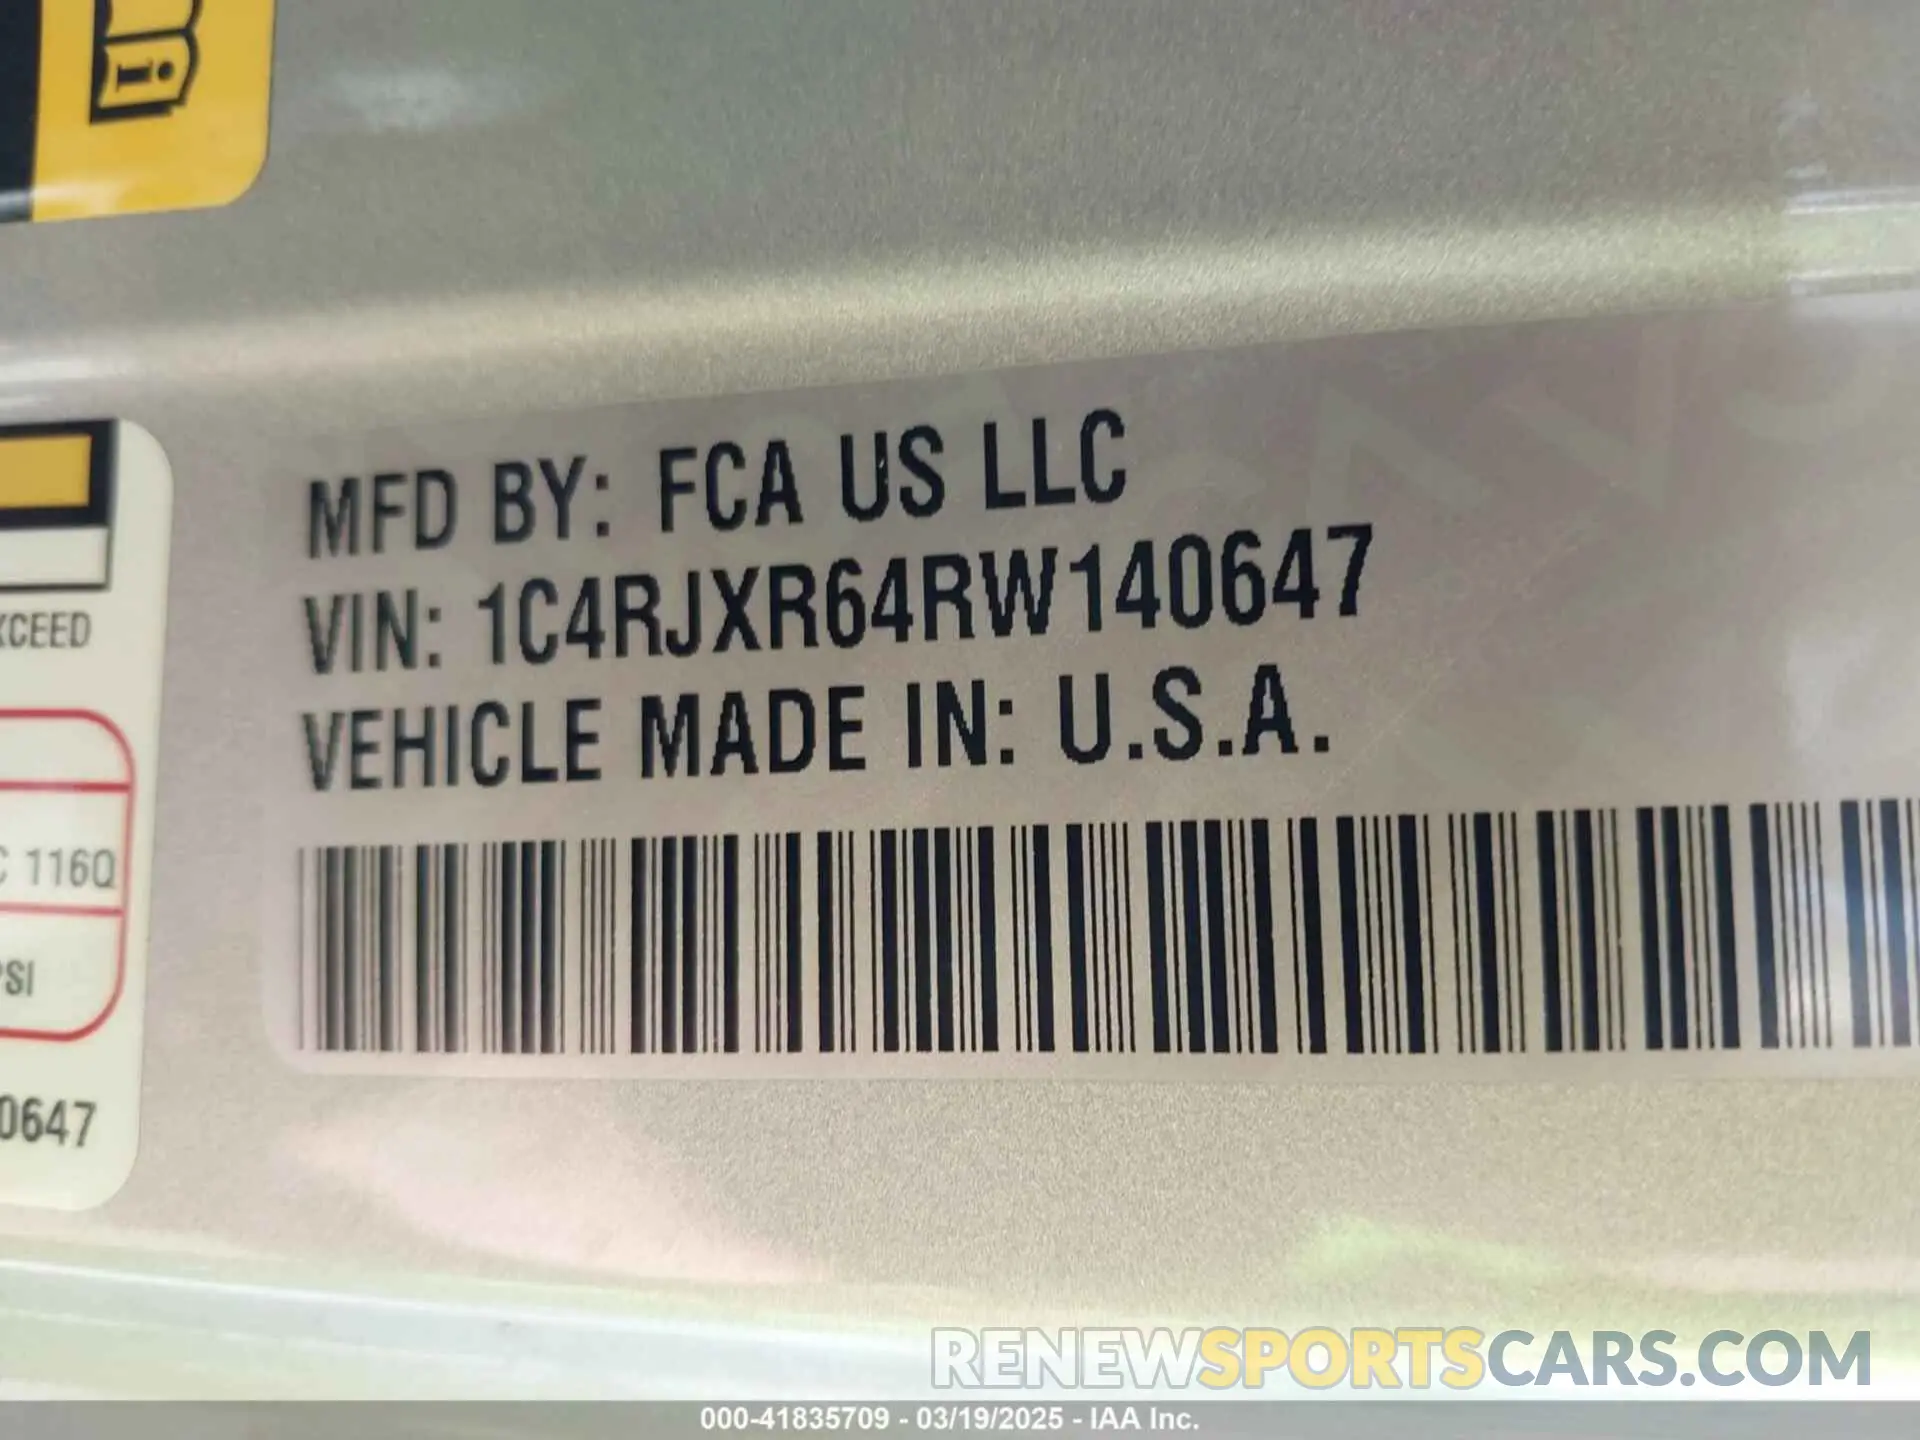 i
MFD BY: FCA US LLC
VIN: 1C4RJXR64RW140647
VEHICLE MADE IN: U.S.A.
XCEED
C 116Q
PSI
0647
RENEWSPORTSCARS.COM
000-41835709 - 03/19/2025 - IAA Inc.